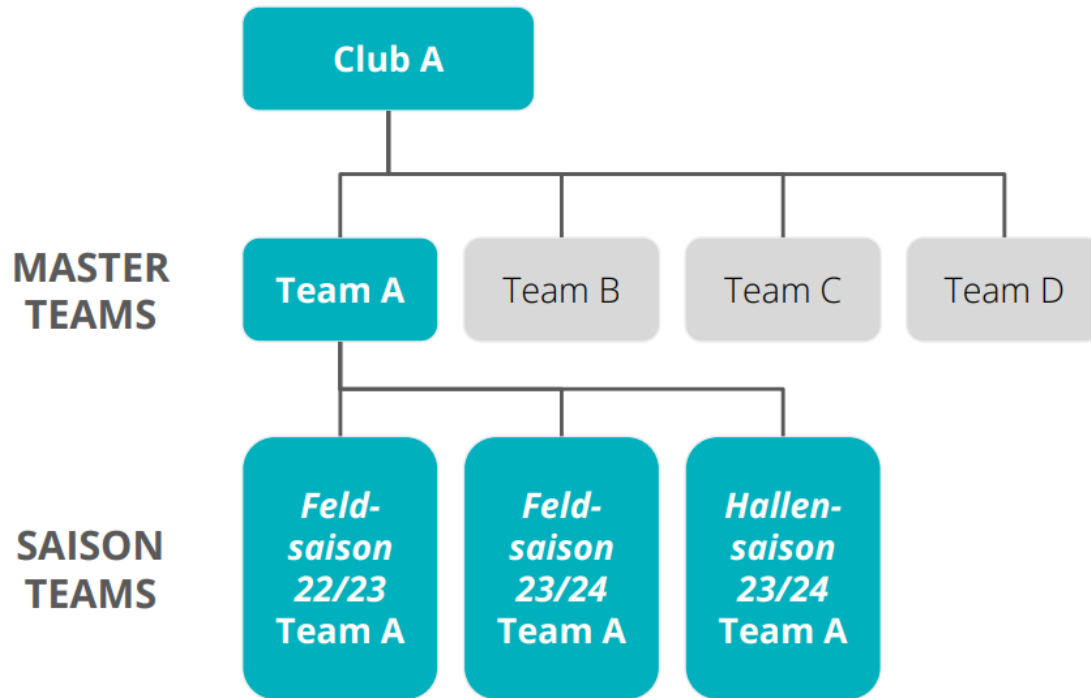 Club A
MASTER
TEAMS
Team A
Team B
Team C
Team D
SAISON
TEAMS
Feld-
saison
22/23
Team A
Feld-
saison
23/24
Team A
Hallen-
saison
23/24
Team A